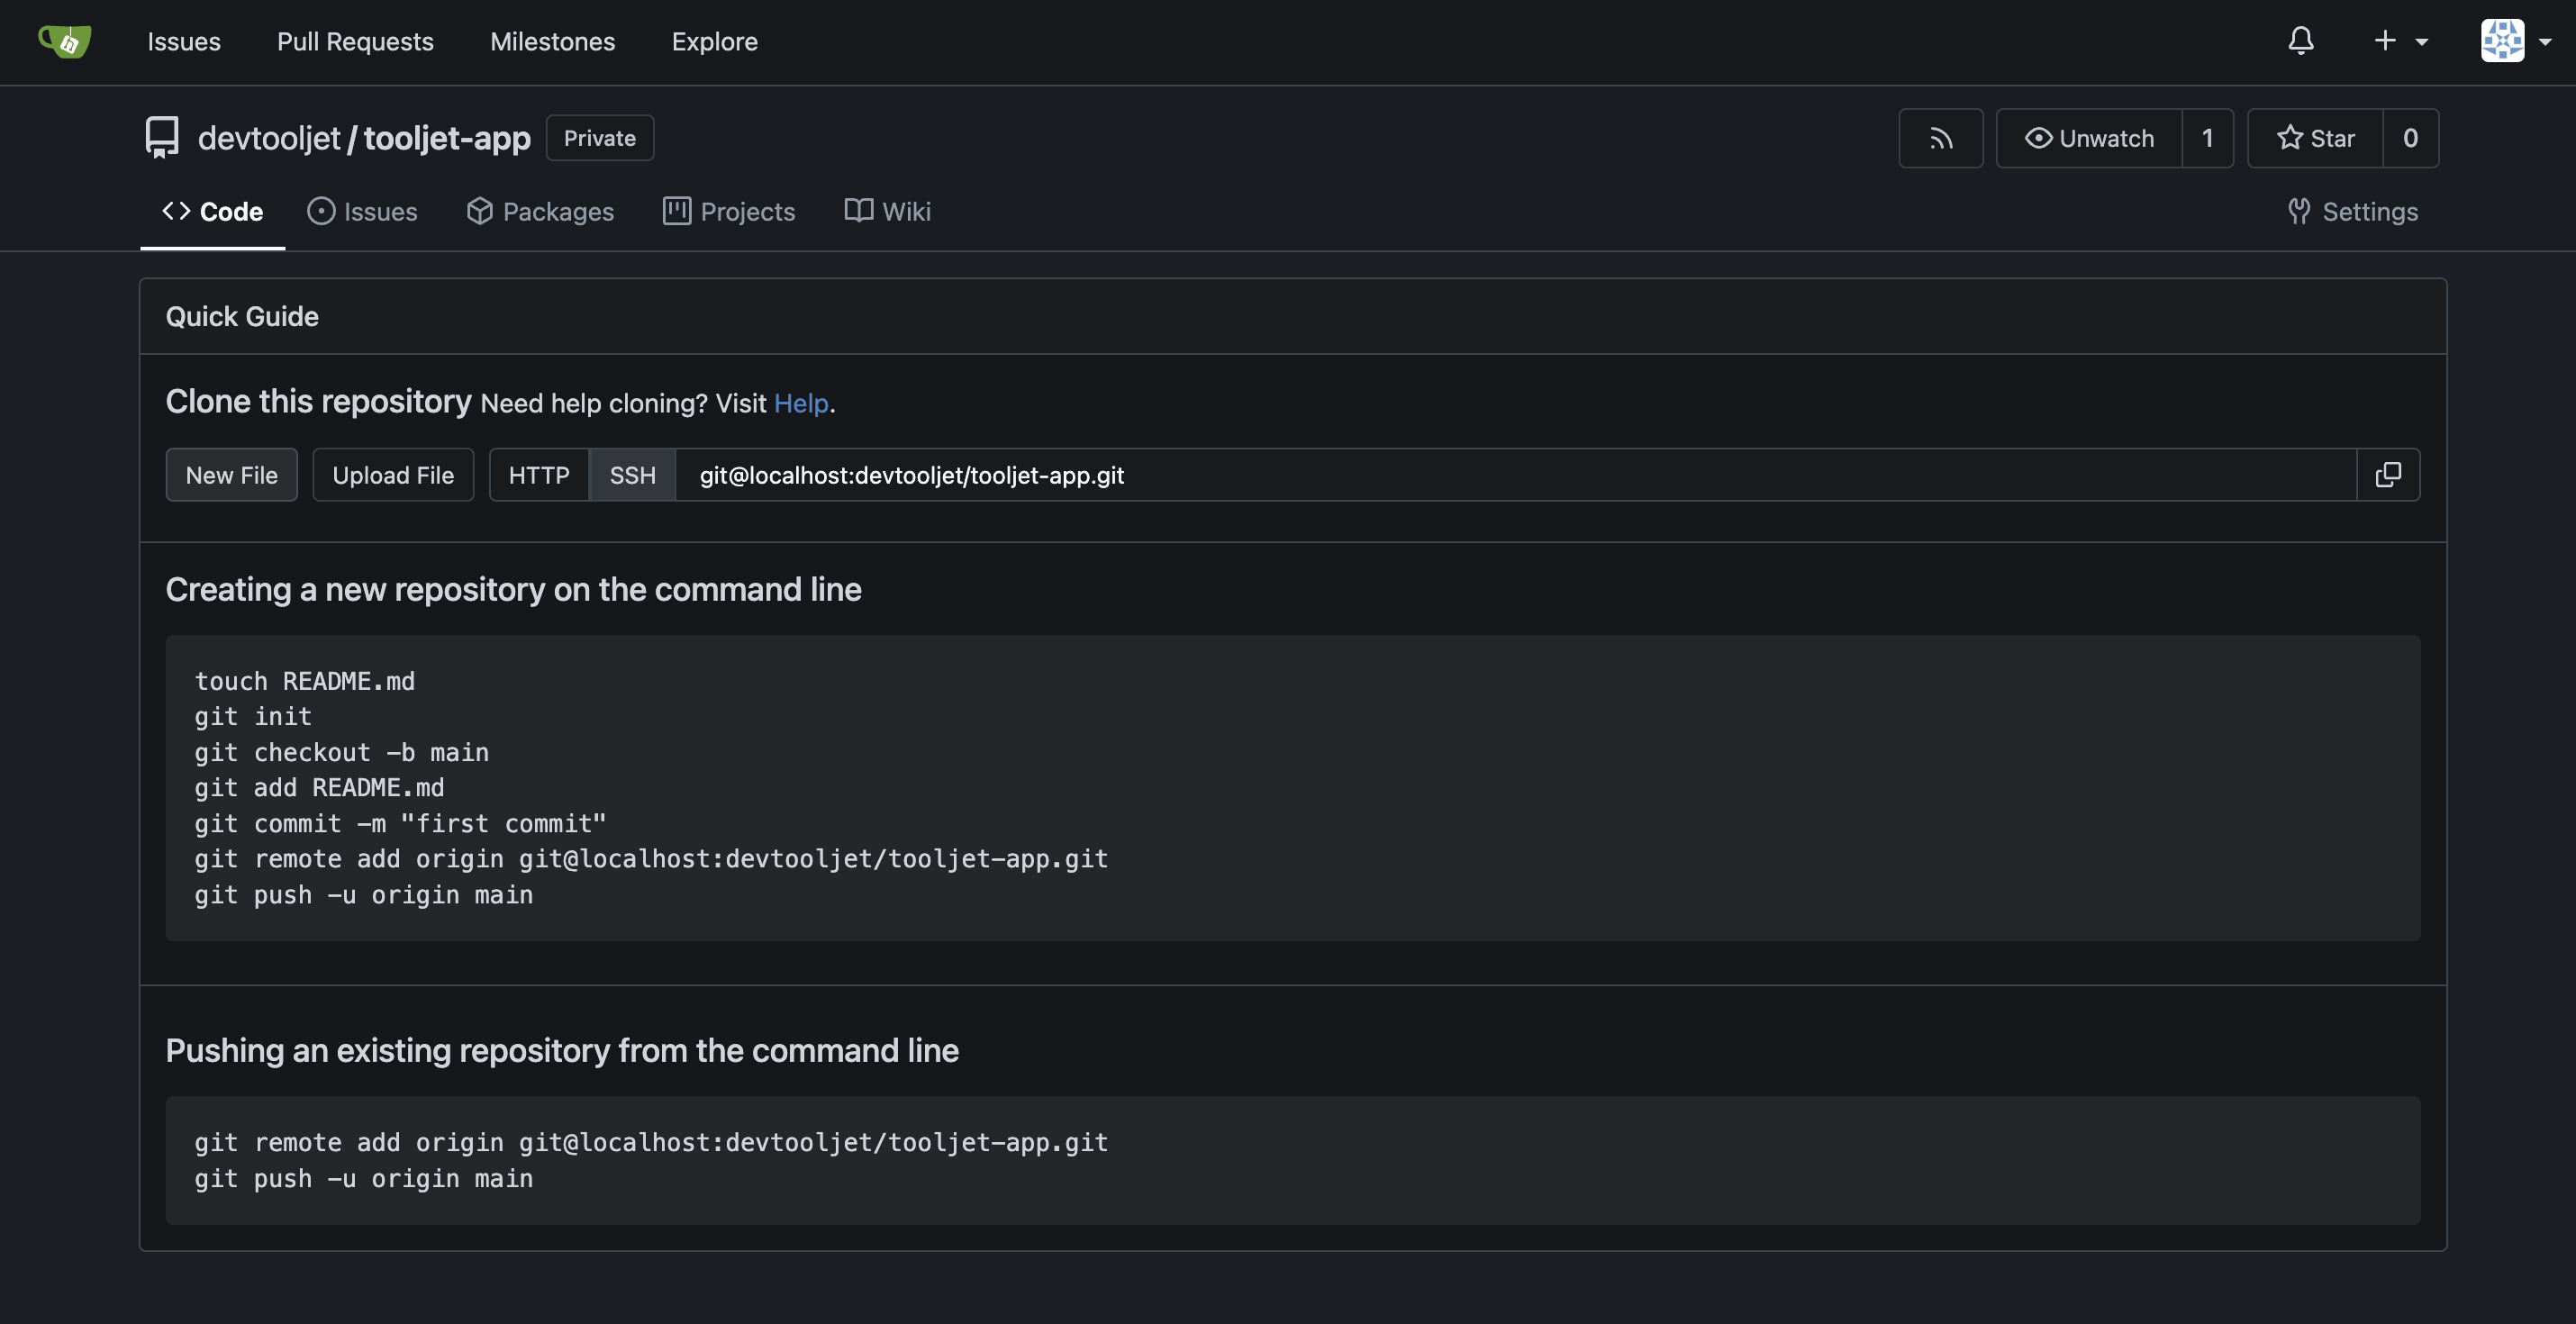 Issues Pull Requests Milestones Explore
devtooljet/tooljet-app Private Unwatch 1 Star 0
Code Issues Packages Projects Wiki Settings
Quick Guide
Clone this repository Need help cloning? Visit Help.
New File Upload File HTTP SSH git@localhost:devtooljet/tooljet-app.git
Creating a new repository on the command line
touch README.md
git init
git checkout -b main
git add README.md
git commit -m "first commit"
git remote add origin git@localhost:devtooljet/tooljet-app.git
git push -u origin main
Pushing an existing repository from the command line
git remote add origin git@localhost:devtooljet/tooljet-app.git
git push -u origin main